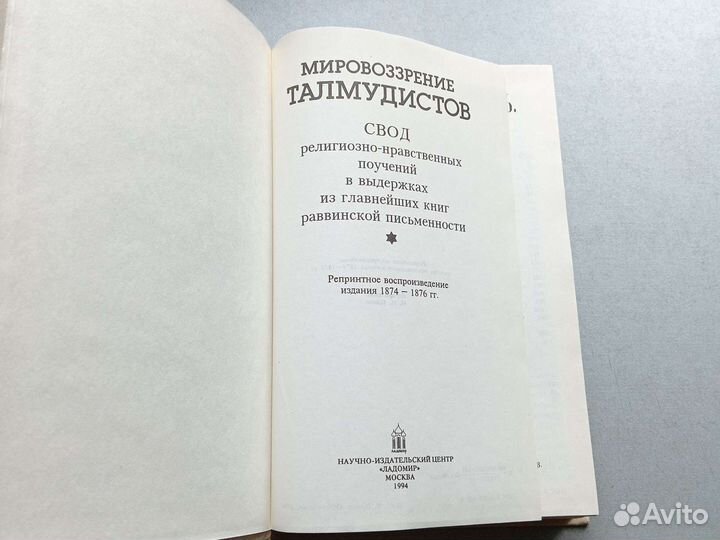 МИРОВОЗЗРЕНИЕ
ТАЛМУДИСТОВ
СВОД
религиозно-нравственных
поучений
в выдержках
из главнейших книг
раввинской письменности
Репринтное воспроизведение
издания 1874 — 1876 гг.
ЛАДОМИР
НАУЧНО-ИЗДАТЕЛЬСКИЙ ЦЕНТР
«ЛАДОМИР»
МОСКВА
1994
Avito